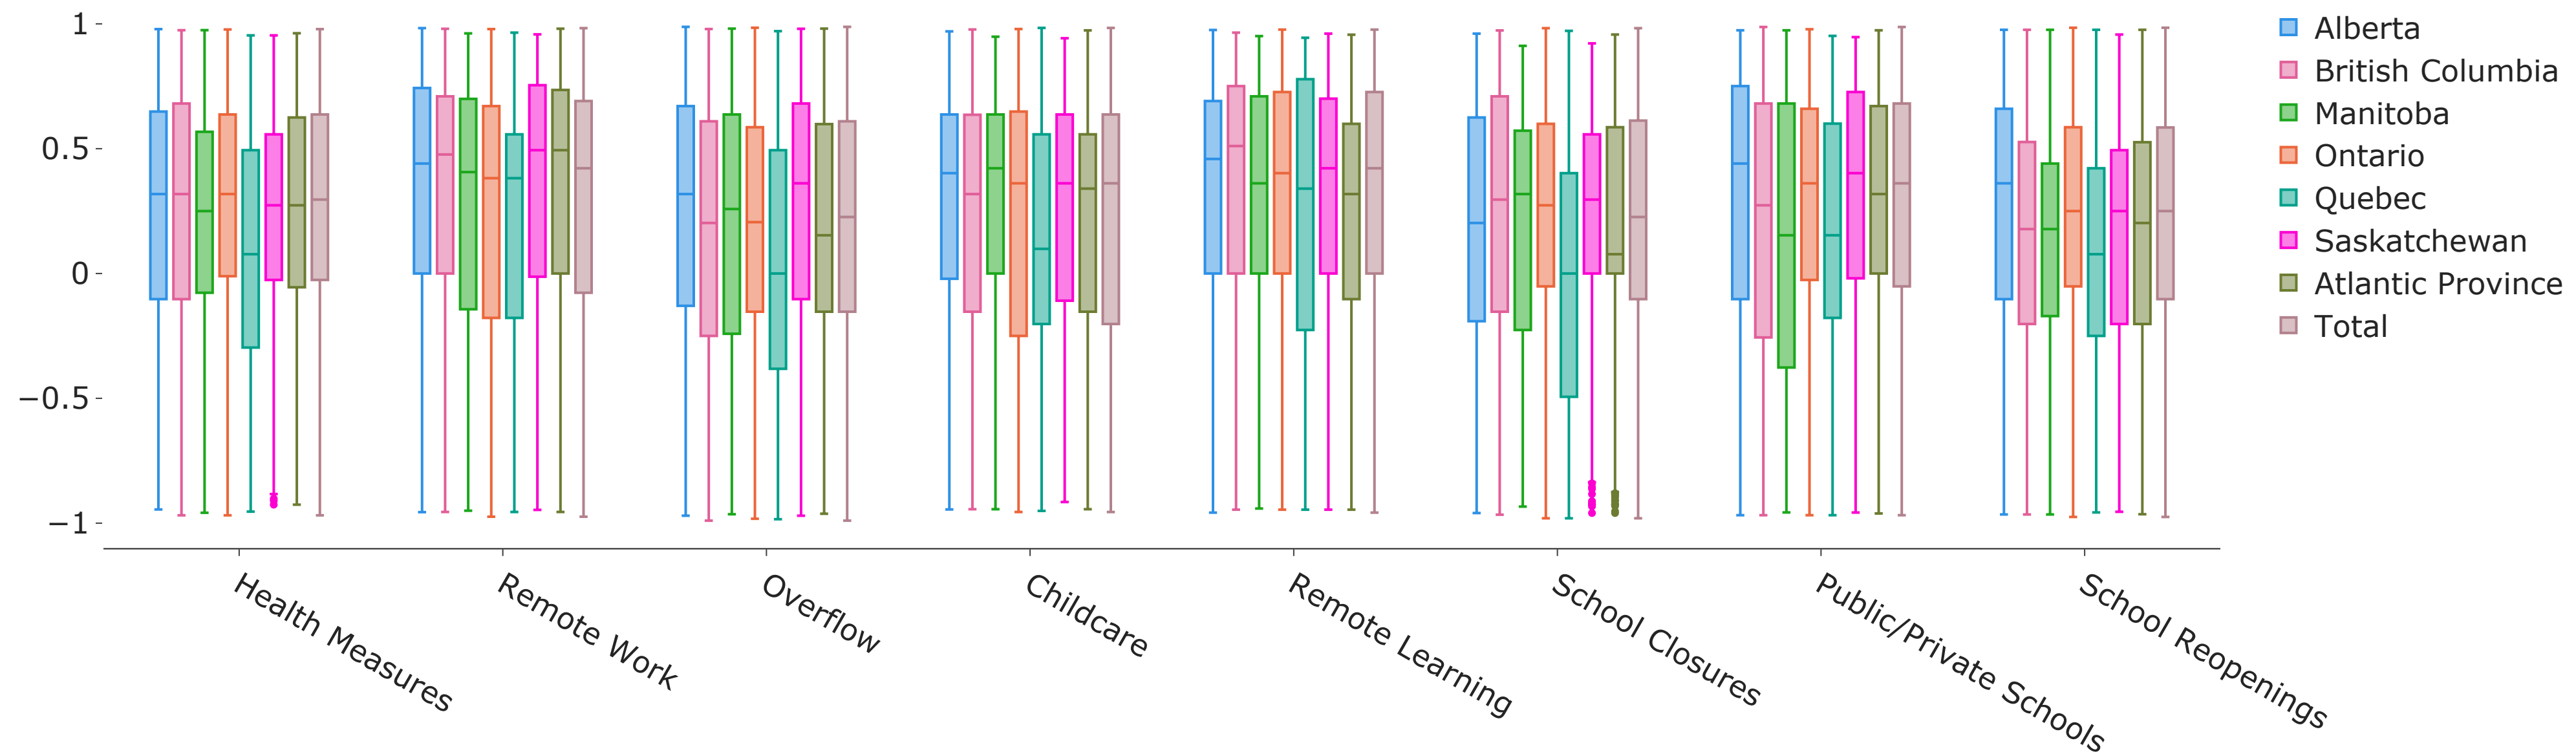 1
0.5
0
−0.5
−1
Health Measures
Remote Work
Overflow
Childcare
Remote Learning
School Closures
Public/Private Schools
School Reopenings
Alberta
British Columbia
Manitoba
Ontario
Quebec
Saskatchewan
Atlantic Province
Total